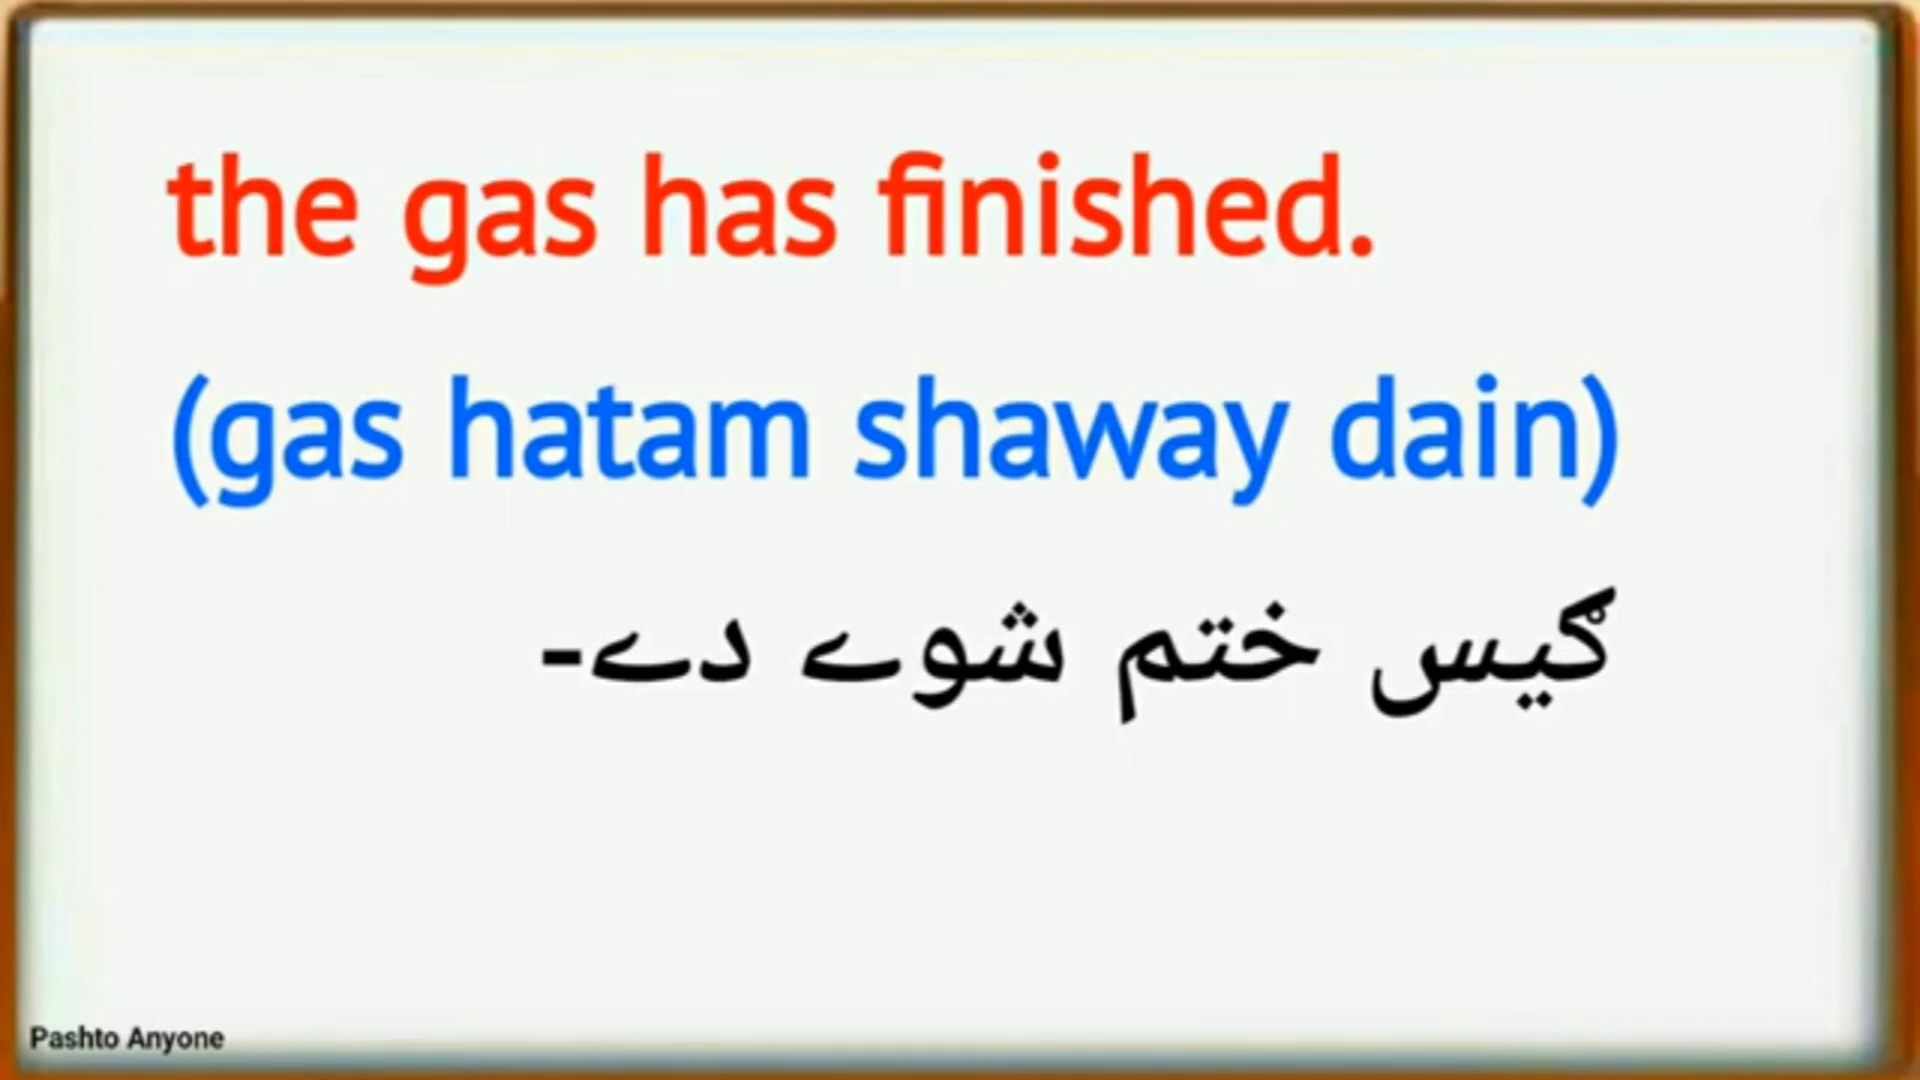 the gas has finished.
(gas hatam shaway dain)
ګیس ختم شوے دے-
Pashto Anyone